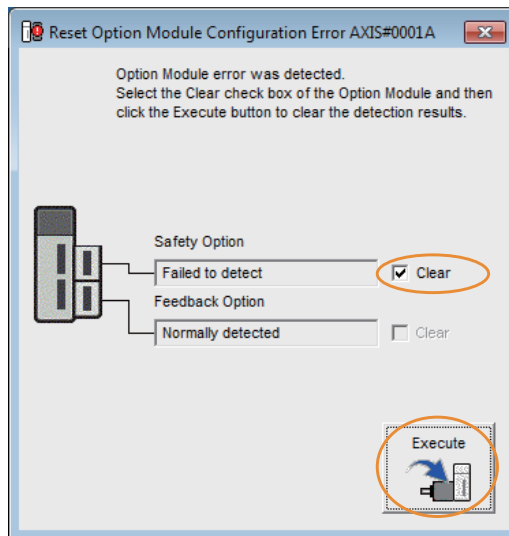 Reset Option Module Configuration Error AXIS#0001A
Option Module error was detected.
Select the Clear check box of the Option Module and then
click the Execute button to clear the detection results.
Safety Option
Failed to detect
Clear
Feedback Option
Normally detected
Clear
Execute